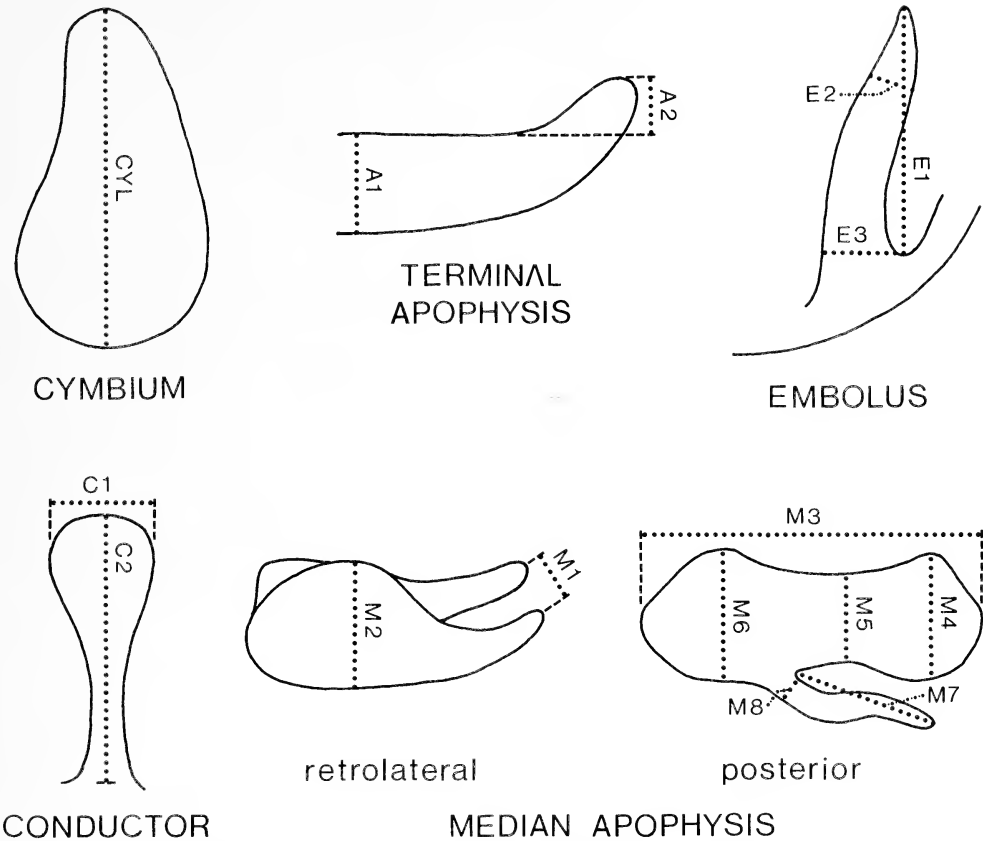 CYL
CYMBIUM
A1
A2
TERMINAL
APOPHYSIS
E2
E1
E3
EMBOLUS
C1
C2
CONDUCTOR
M1
M2
retrolateral
M3
M6
M5
M4
M8
M7
posterior
MEDIAN APOPHYSIS